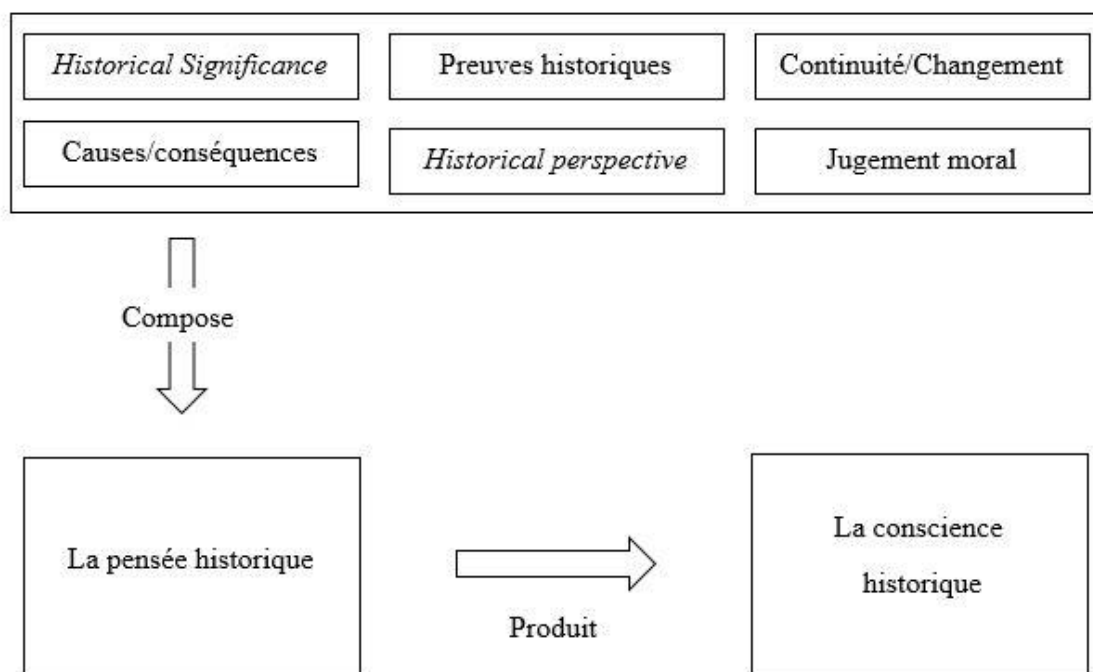 Historical Significance
Preuves historiques
Continuité/Changement
Causes/conséquences
Historical perspective
Jugement moral
Compose
La pensée historique
Produit
La conscience
historique